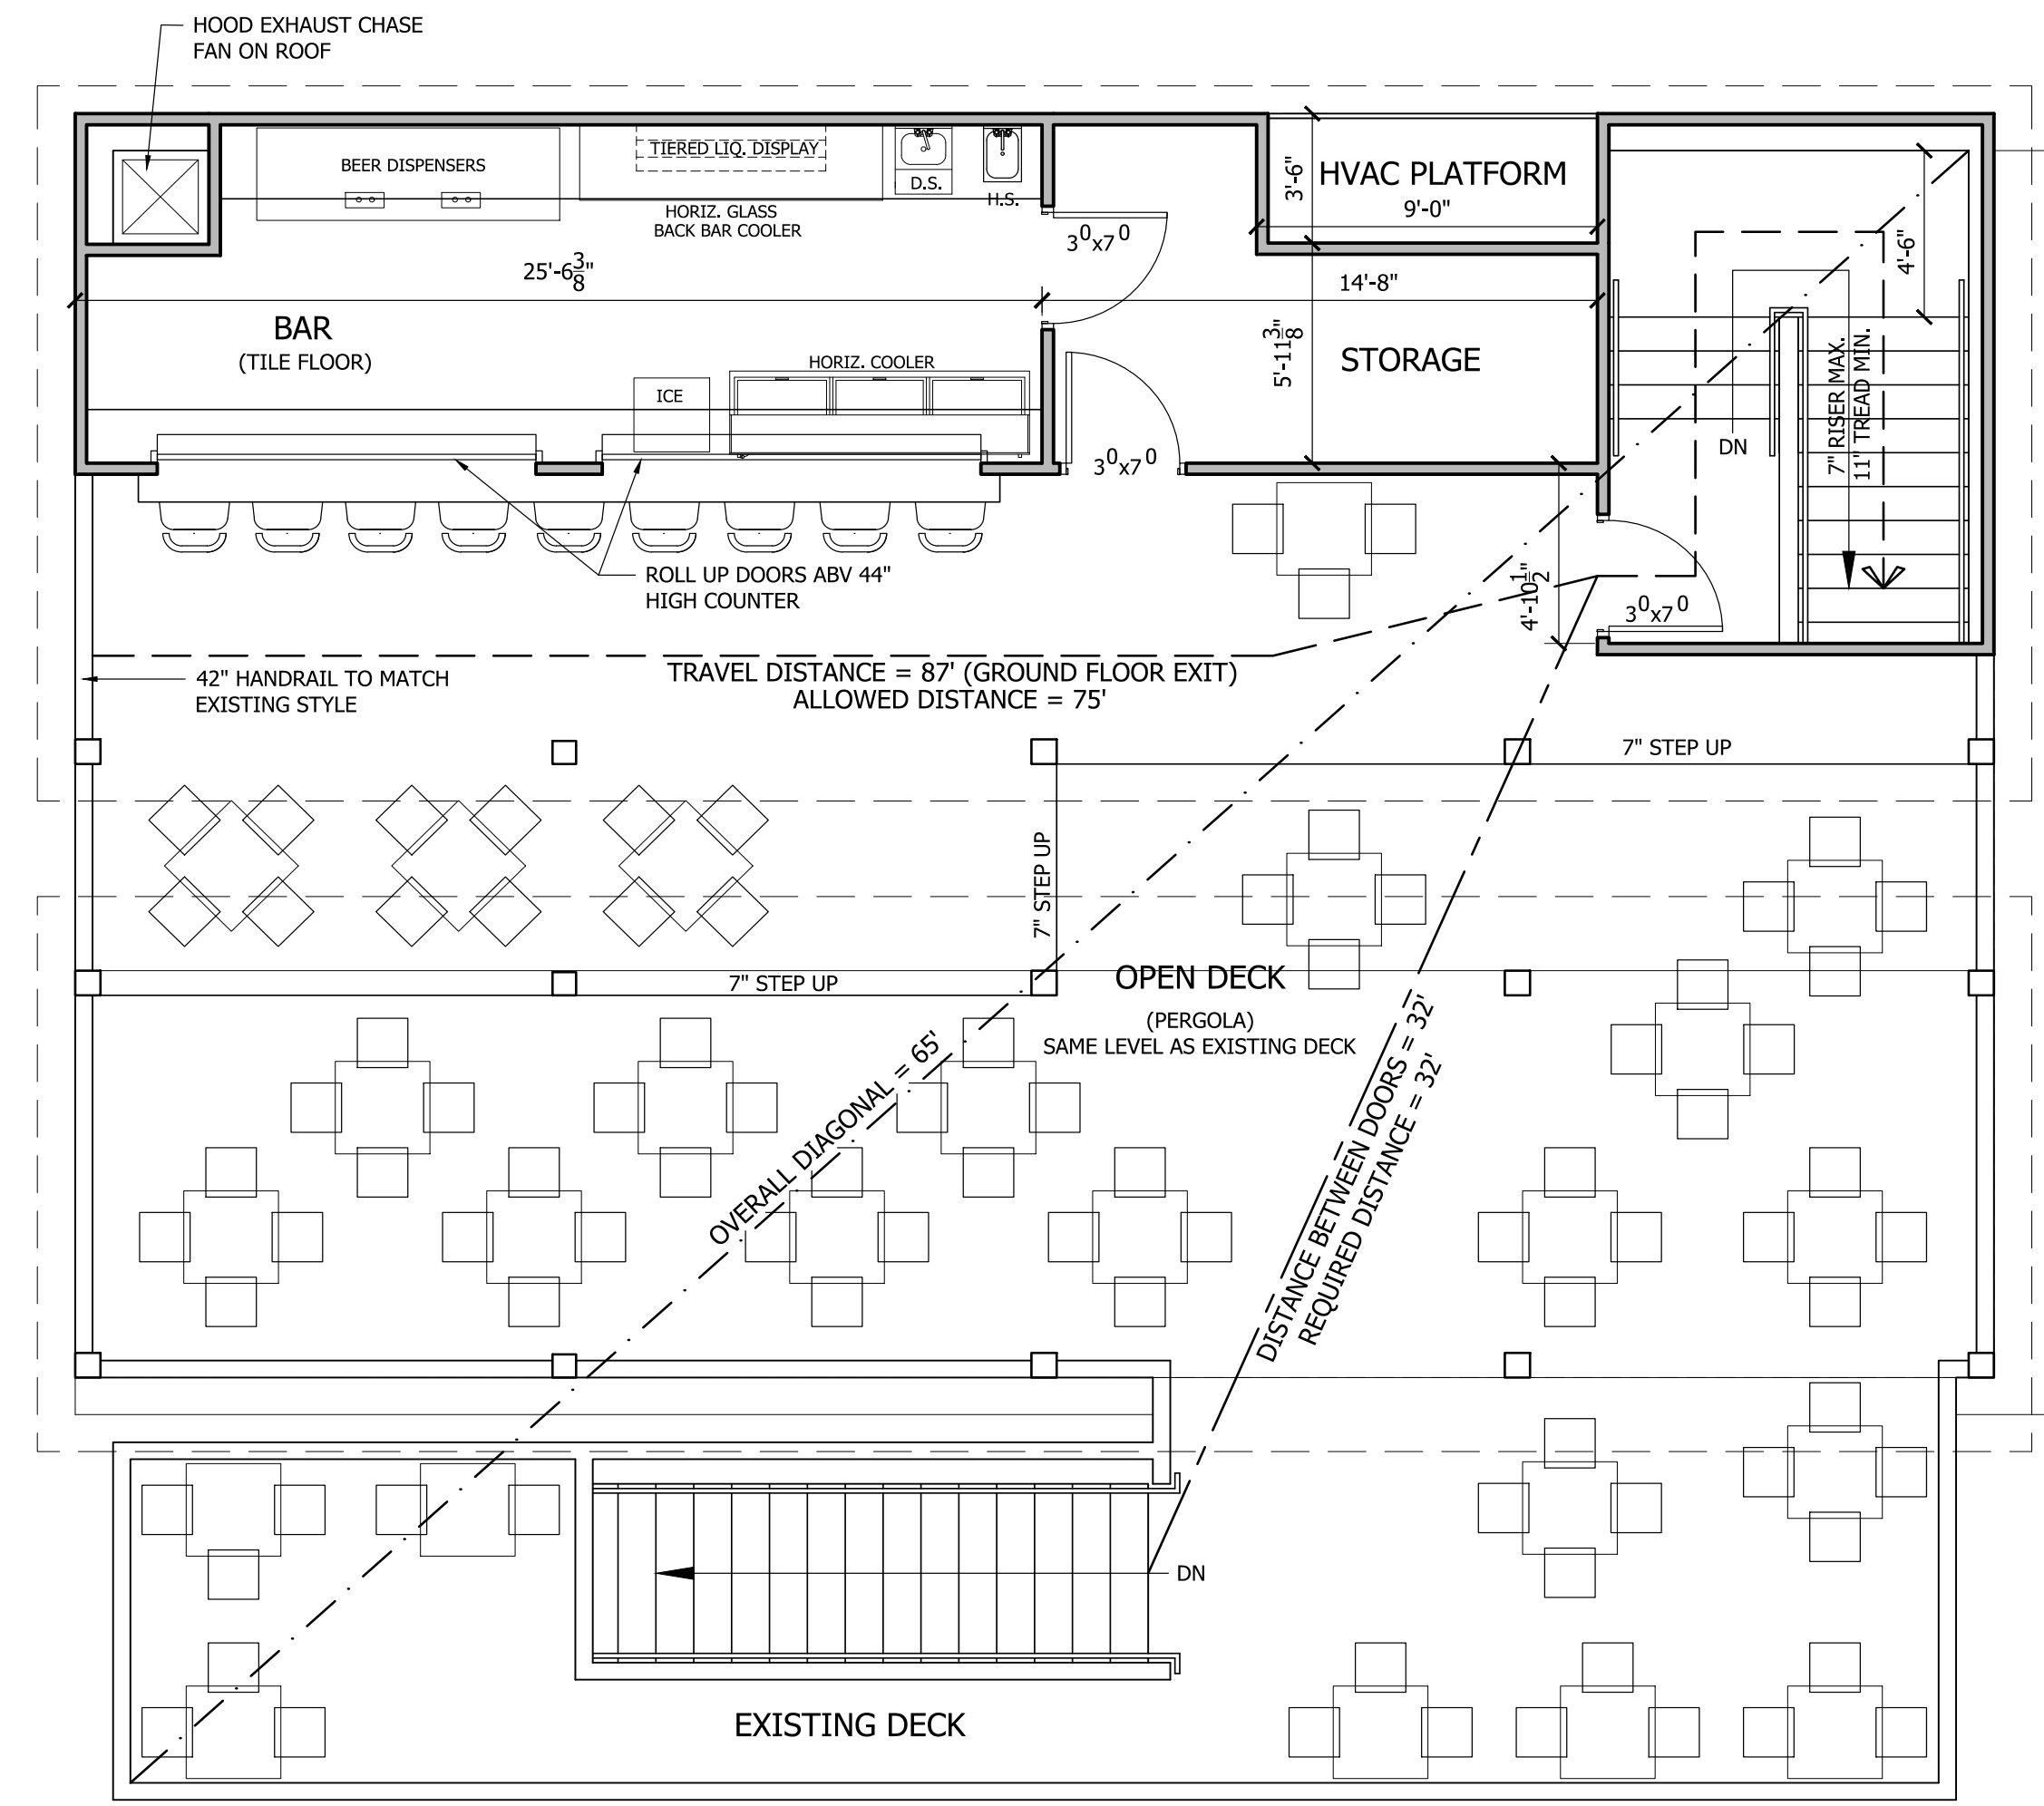 HOOD EXHAUST CHASE
FAN ON ROOF
BEER DISPENSERS
TIERED LIQ. DISPLAY
D.S.
H.S.
HORIZ. GLASS
BACK BAR COOLER
3⁰x7⁰
3'-6"
HVAC PLATFORM
9'-0"
4'-6"
25'-6 3/8"
14'-8"
BAR
(TILE FLOOR)
HORIZ. COOLER
ICE
5'-11 3/8"
STORAGE
7" RISER MAX.
11" TREAD MIN.
DN
3⁰x7⁰
ROLL UP DOORS ABV 44"
HIGH COUNTER
4'-10 1/2"
3⁰x7⁰
42" HANDRAIL TO MATCH
EXISTING STYLE
TRAVEL DISTANCE = 87' (GROUND FLOOR EXIT)
ALLOWED DISTANCE = 75'
7" STEP UP
7" STEP UP
7" STEP UP
OPEN DECK
(PERGOLA)
SAME LEVEL AS EXISTING DECK
OVERALL DIAGONAL = 65'
DISTANCE BETWEEN DOORS = 32'
REQUIRED DISTANCE = 32'
DN
EXISTING DECK